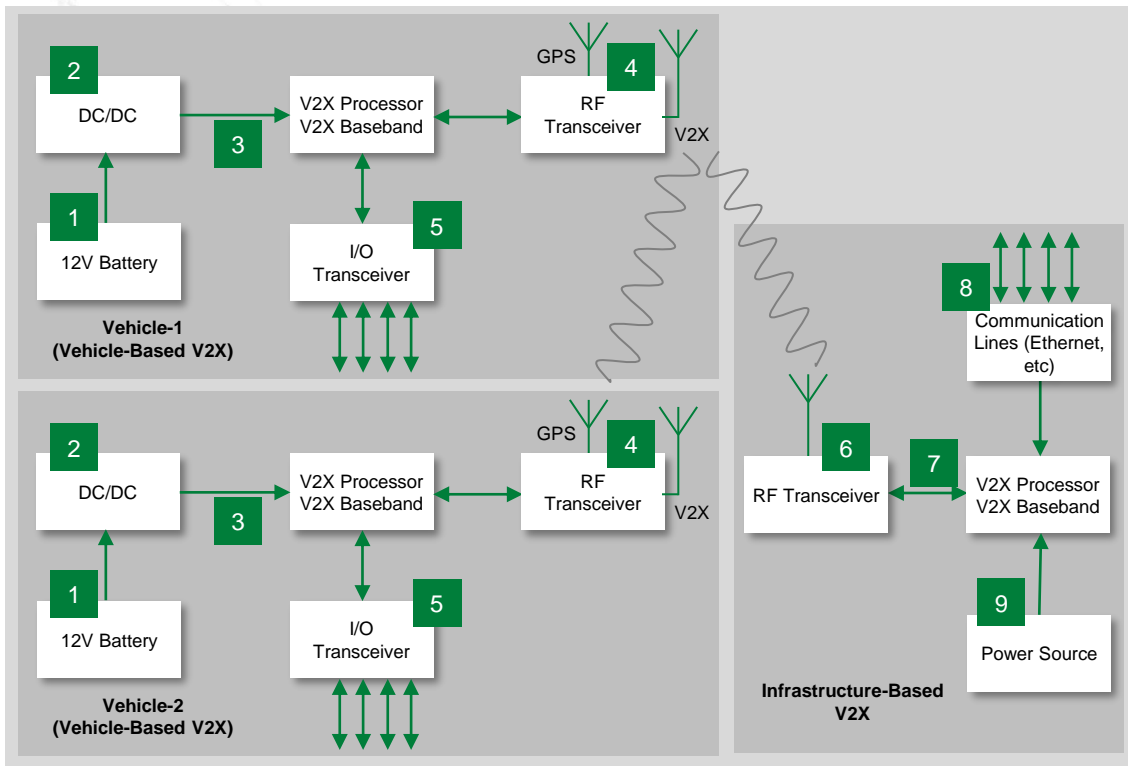 2
DC/DC
3
1
12V Battery
V2X Processor
V2X Baseband
GPS
4
RF
Transceiver
V2X
5
I/O
Transceiver
Vehicle-1
(Vehicle-Based V2X)
2
DC/DC
3
1
12V Battery
V2X Processor
V2X Baseband
GPS
4
RF
Transceiver
V2X
5
I/O
Transceiver
Vehicle-2
(Vehicle-Based V2X)
8
Communication
Lines (Ethernet,
etc)
6
RF Transceiver
7
V2X Processor
V2X Baseband
9
Power Source
Infrastructure-Based
V2X